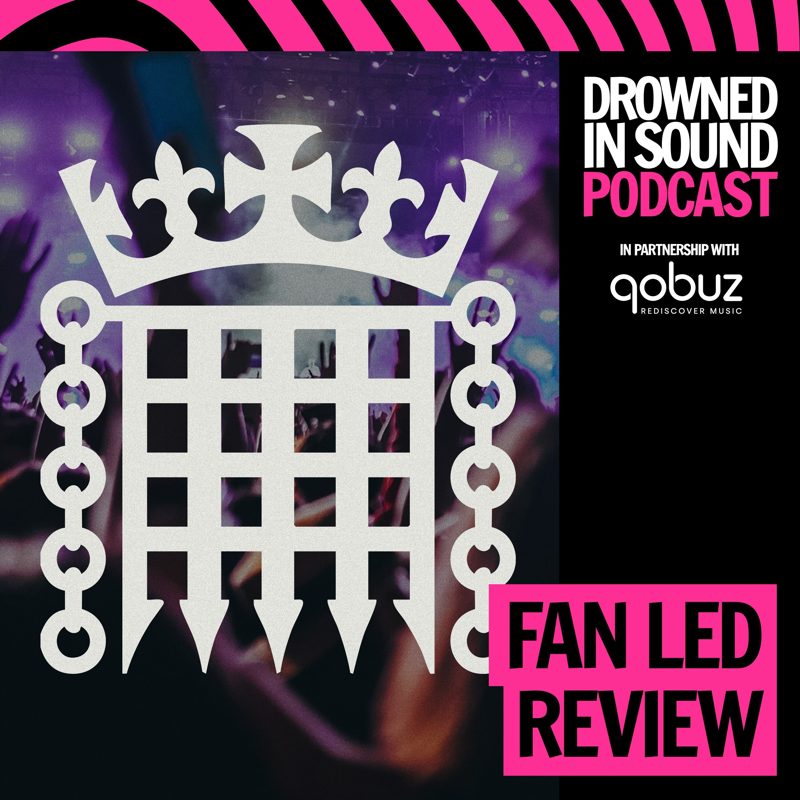 DROWNED
IN SOUND
PODCAST
IN PARTNERSHIP WITH
qobuz
REDISCOVER MUSIC
FAN LED
REVIEW